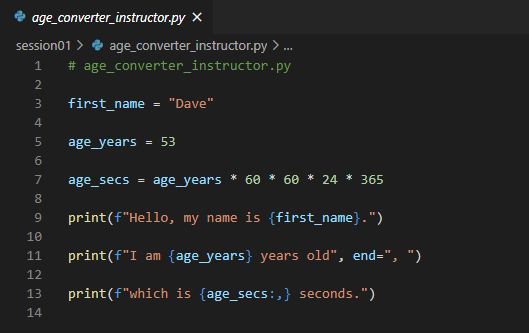 age_converter_instructor.py ×
session01 > age_converter_instructor.py > ...
1 # age_converter_instructor.py
2
3 first_name = "Dave"
4
5 age_years = 53
6
7 age_secs = age_years * 60 * 60 * 24 * 365
8
9 print(f"Hello, my name is {first_name}.")
10
11 print(f"I am {age_years} years old", end=", ")
12
13 print(f"which is {age_secs:,} seconds.")
14